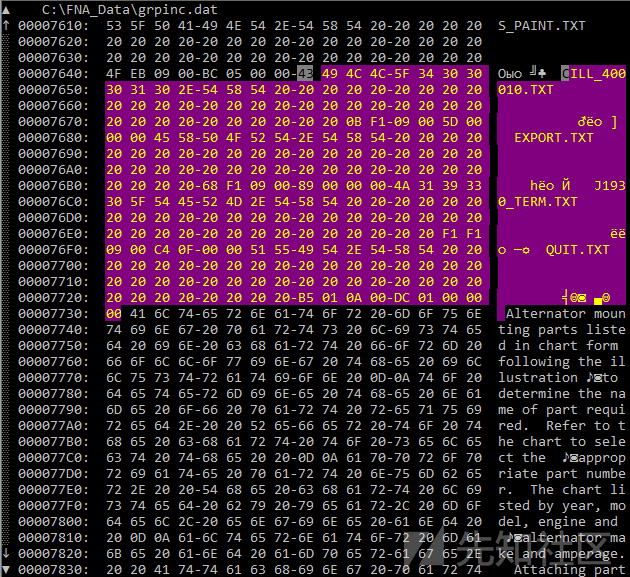 C:\FNA_Data\grpinc.dat
00007610: 53 5F 50 41-49 4E 54 2E-54 58 54 20-20 20 20 20 S_PAINT.TXT
00007620: 20 20 20 20-20 20 20 20-20 20 20 20-20 20 20 20
00007630: 20 20 20 20-20 20 20 20-20 20 20 20-20 20 20 20
00007640: 4F EB 09 00-BC 05 00 00-43 49 4C 4C-5F 34 30 30 Oыo ╝♣ CILL_400
00007650: 30 31 30 2E-54 58 54 20-20 20 20 20-20 20 20 20 010.TXT
00007660: 20 20 20 20-20 20 20 20-20 20 20 20-20 20 20 20
00007670: 20 20 20 20-20 20 20 20-20 0B F1-09 00 5D 00 ♂ёo ]
00007680: 00 00 45 58-50 4F 52 54-2E 54 58 54-20 20 20 20 EXPORT.TXT
00007690: 20 20 20 20-20 20 20 20-20 20 20 20-20 20 20 20
000076A0: 20 20 20 20-20 20 20 20-20 20 20 20-20 20 20 20
000076B0: 20 20 20 20-68 F1 09 00-89 00 00 00-4A 31 39 33 hёo Й J193
000076C0: 30 5F 54 45-52 4D 2E 54-58 54 20 20-20 20 20 20 0_TERM.TXT
000076D0: 20 20 20 20-20 20 20 20-20 20 20 20-20 20 20 20
000076E0: 20 20 20 20-20 20 20 20-20 20 20 20-20 20 F1 F1 ёё
000076F0: 09 00 C4 0F-00 00 51 55-49 54 2E 54-58 54 20 20 o ─☼ QUIT.TXT
00007700: 20 20 20 20-20 20 20 20-20 20 20 20-20 20 20 20
00007710: 20 20 20 20-20 20 20 20-20 20 20 20-20 20 20 20
00007720: 20 20 20 20-20 20 20 20-B5 01 0A 00-DC 01 00 00 ╡☺◙ ▄☺
00007730: 00 41 6C 74-65 72 6E 61-74 6F 72 20-6D 6F 75 6E Alternator moun
00007740: 74 69 6E 67-20 70 61 72-74 73 20 6C-69 73 74 65 ting parts liste
00007750: 64 20 69 6E-20 63 68 61-72 74 20 66-6F 72 6D 20 d in chart form
00007760: 66 6F 6C 6C-6F 77 69 6E-67 20 74 68-65 20 69 6C following the il
00007770: 6C 75 73 74-72 61 74 69-6F 6E 20 0D-0A 74 6F 20 lustration ♪◙to
00007780: 64 65 74 65-72 6D 69 6E-65 20 74 68-65 20 6E 61 determine the na
00007790: 6D 65 20 6F-66 20 70 61-72 74 20 72-65 71 75 69 me of part requi
000077A0: 72 65 64 2E-20 20 52 65-66 65 72 20-74 6F 20 74 red. Refer to t
000077B0: 68 65 20 63-68 61 72 74-20 74 6F 20-73 65 6C 65 he chart to sele
000077C0: 63 74 20 74-68 65 20 20-0D 0A 61 70-70 72 6F 70 ct the ♪◙approp
000077D0: 72 69 61 74-65 20 70 61-72 74 20 6E-75 6D 62 65 riate part numbe
000077E0: 72 2E 20 20-54 68 65 20-63 68 61 72-74 20 6C 69 r. The chart li
000077F0: 73 74 65 64-20 62 79 20-79 65 61 72-2C 20 6D 6F sted by year, mo
00007800: 64 65 6C 2C-20 65 6E 67-69 6E 65 20-61 6E 64 20 del, engine and
00007810: 20 0D 0A 61-6C 74 65 72-6E 61 74 6F-72 20 6D 61 ♪◙alternator ma
00007820: 6B 65 20 61-6E 64 20 61-6D 70 65 72-61 67 ke and amperage.
00007830: 20 20 41 74-74 61 63 68-69 6E 67 20-70 61 Attaching part
先知社区